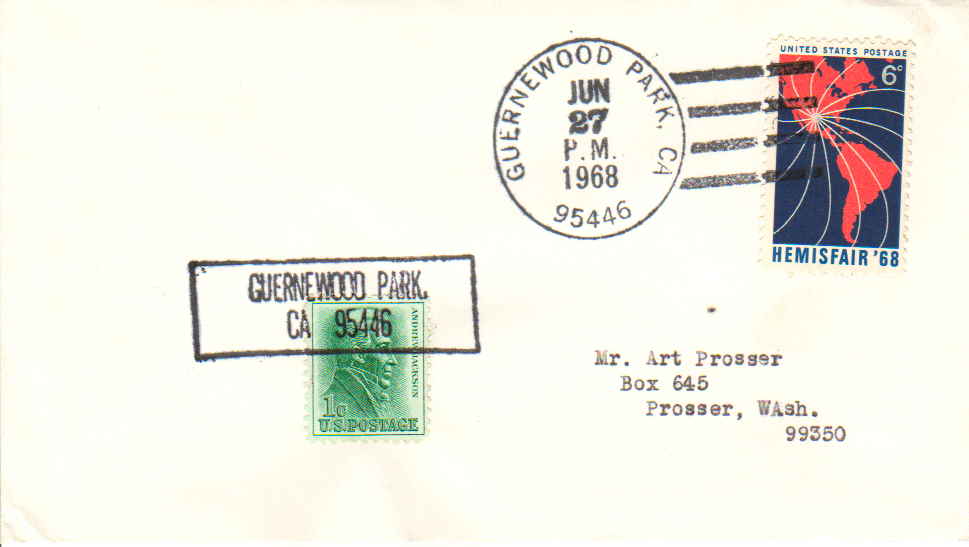 GUERNEWOOD PARK, CA
JUN
27
P.M.
1968
95446
UNITED STATES POSTAGE
6c
HEMISFAIR '68
GUERNEWOOD PARK,
CA 95446
ANDREW JACKSON
1c
U.S. POSTAGE
Mr. Art Prosser
Box 645
Prosser, WAsh.
99350